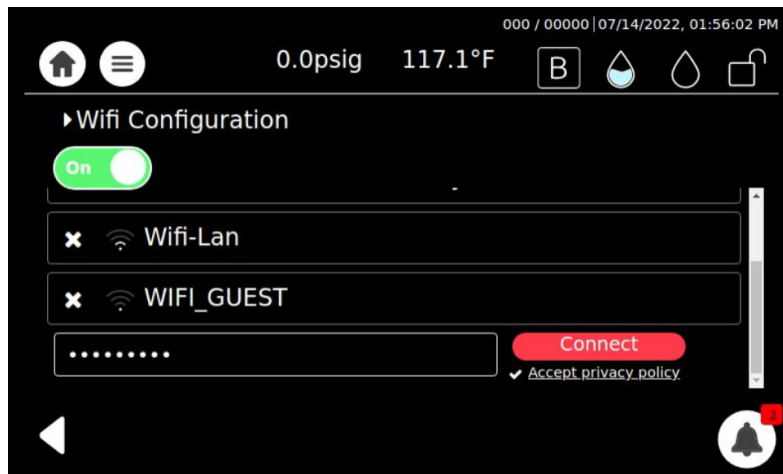 000 / 00000|07/14/2022, 01:56:02 PM
0.0psig 117.1°F B
Wifi Configuration
On
Wifi-Lan
WIFI_GUEST
•••••••••
Connect
Accept privacy policy